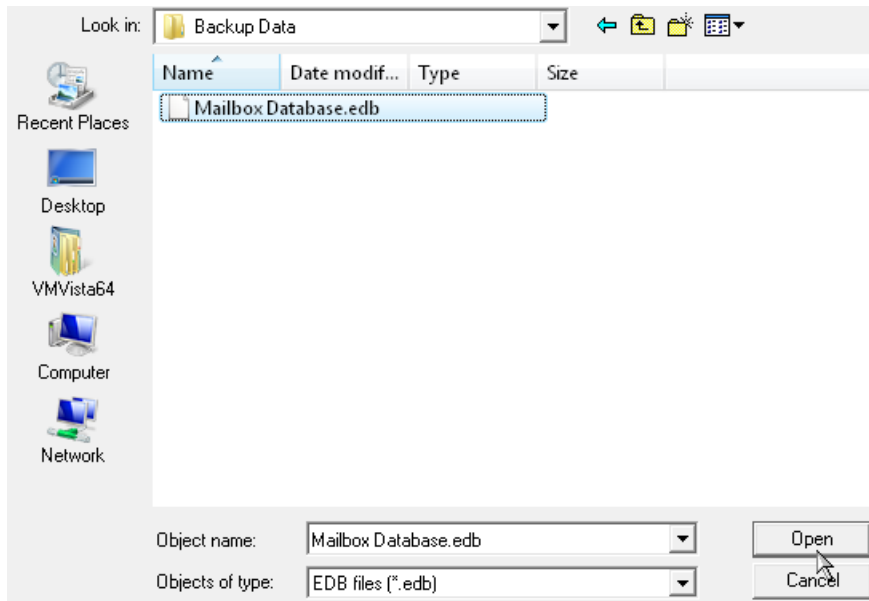 Look in: Backup Data
Name Date modif... Type Size
Mailbox Database.edb
Recent Places
Desktop
VMVista64
Computer
Network
Object name: Mailbox Database.edb Open
Objects of type: EDB files (*.edb) Cancel